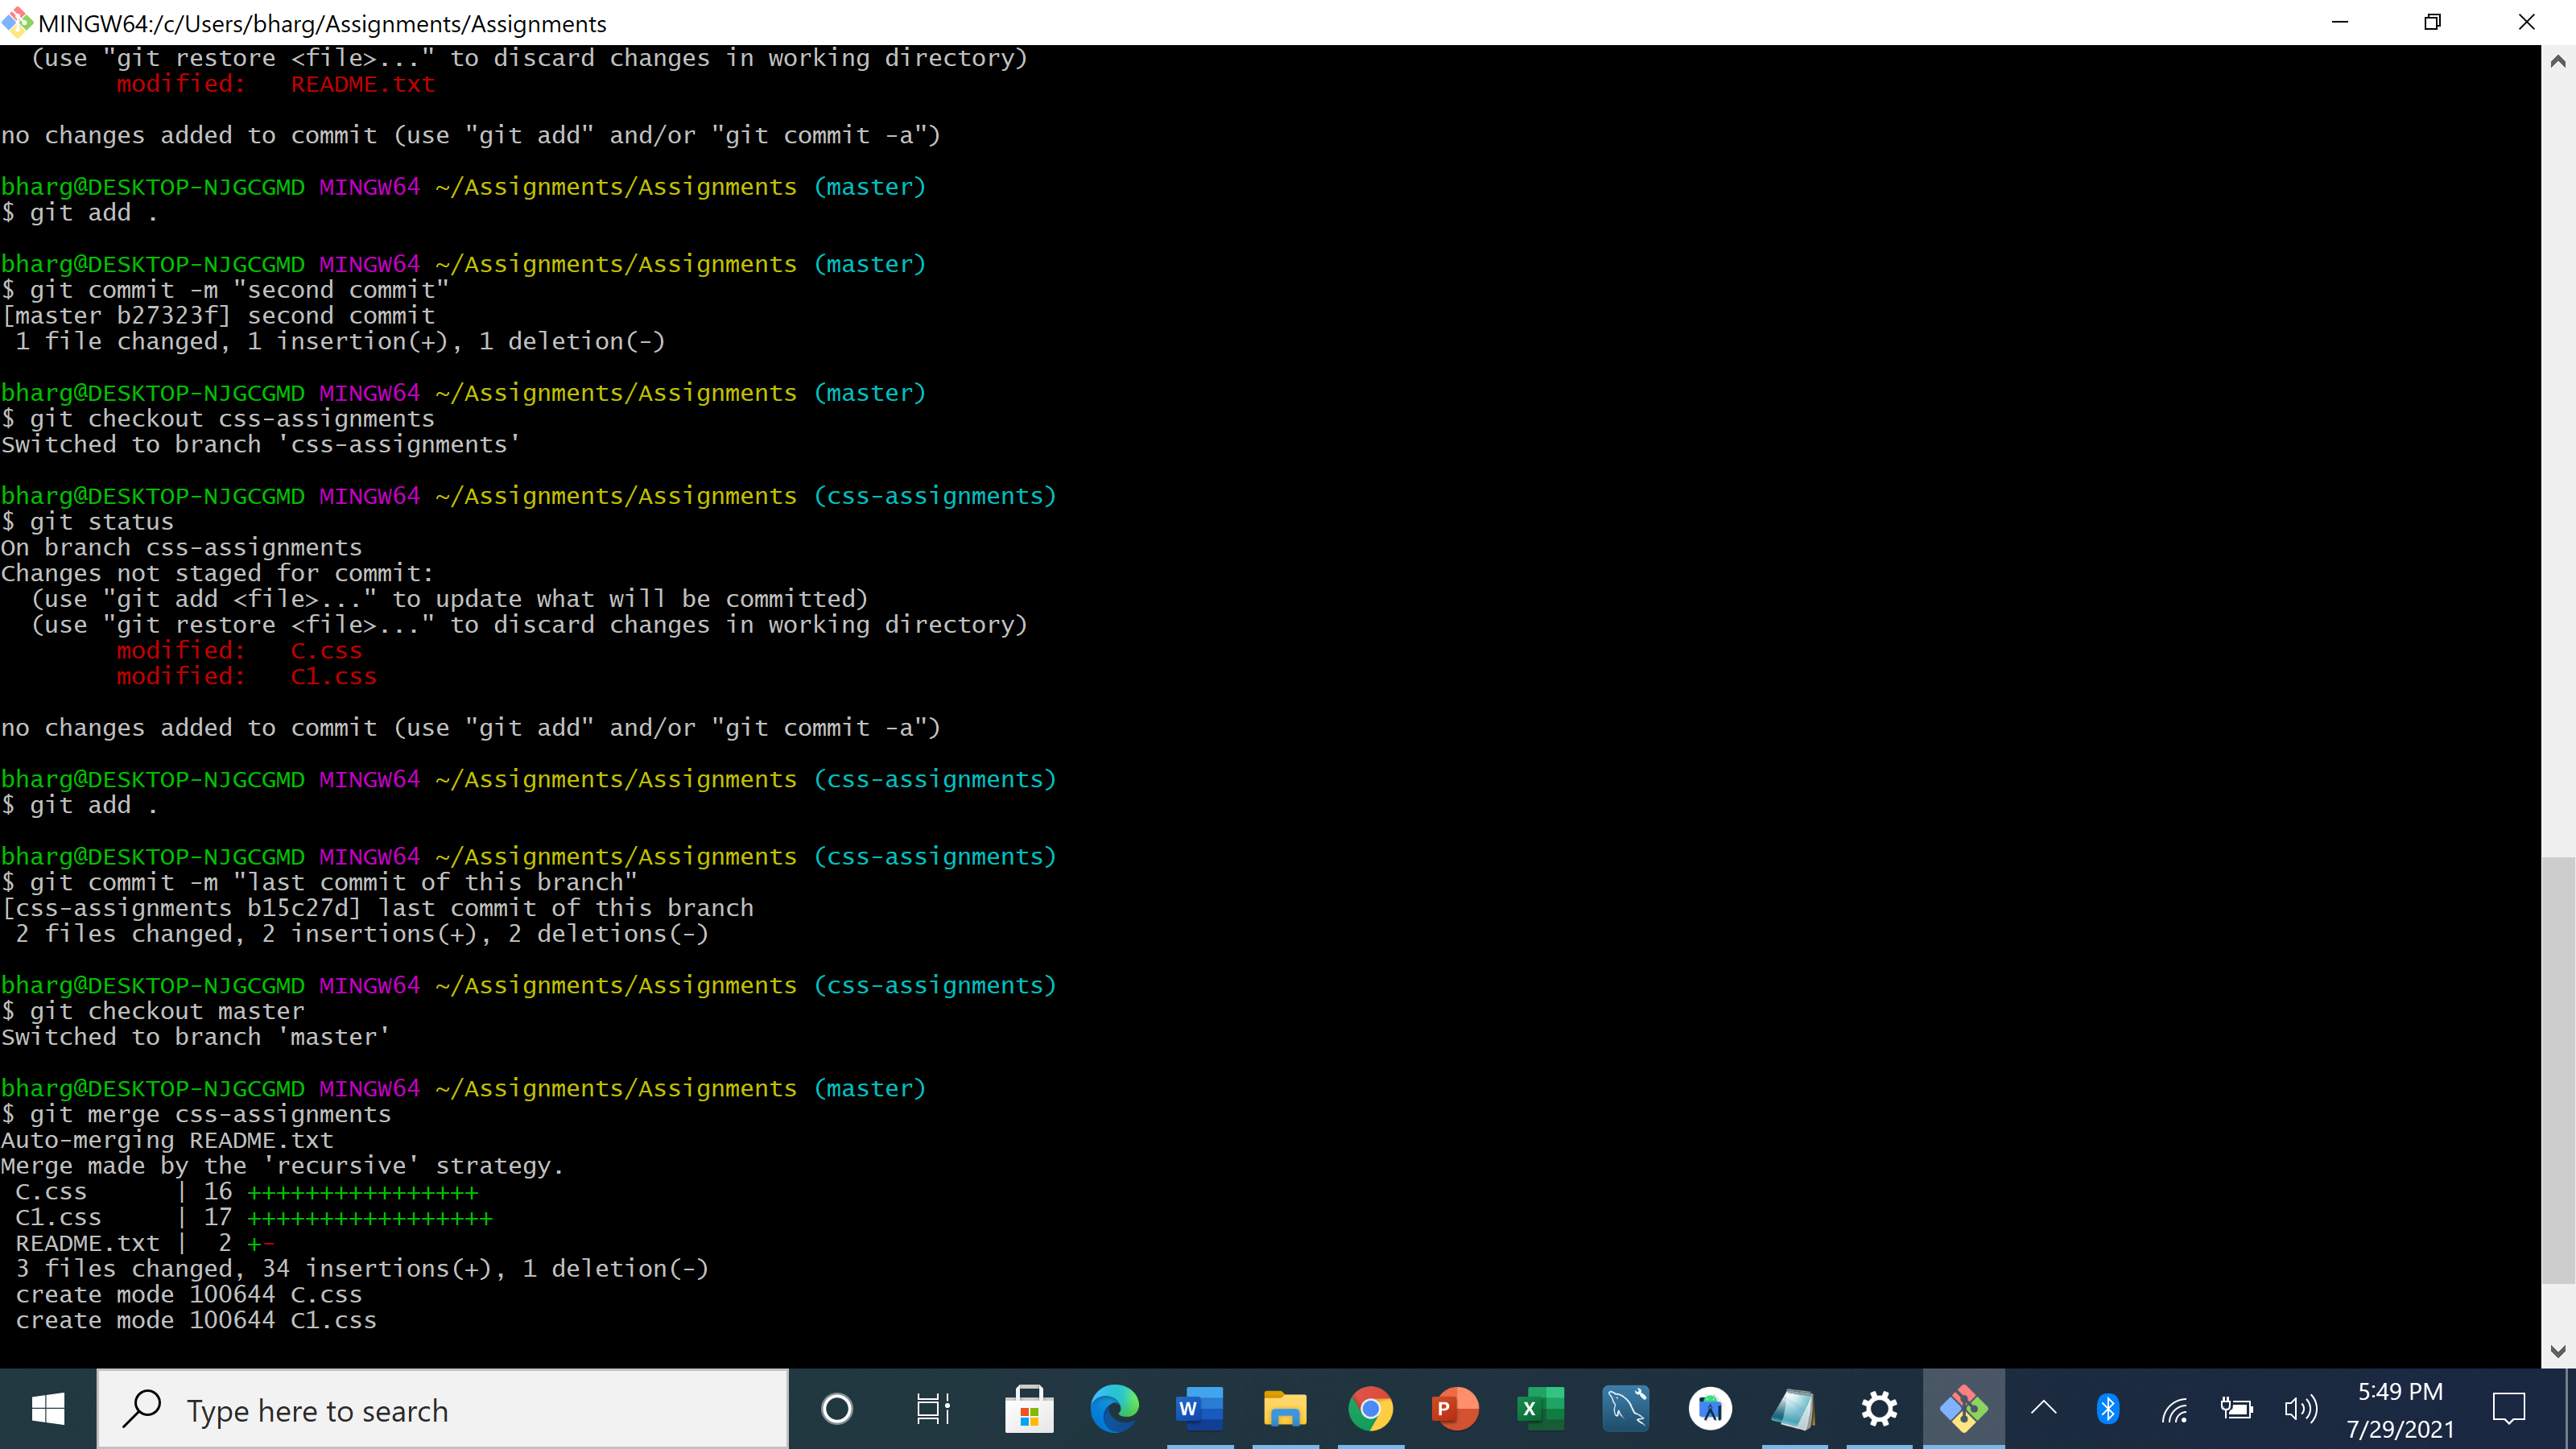 MINGW64:/c/Users/bharg/Assignments/Assignments
  (use "git restore <file>..." to discard changes in working directory)
        modified:   README.txt
no changes added to commit (use "git add" and/or "git commit -a")
bharg@DESKTOP-NJGCGMD MINGW64 ~/Assignments/Assignments (master)
$ git add .
bharg@DESKTOP-NJGCGMD MINGW64 ~/Assignments/Assignments (master)
$ git commit -m "second commit"
[master b27323f] second commit
 1 file changed, 1 insertion(+), 1 deletion(-)
bharg@DESKTOP-NJGCGMD MINGW64 ~/Assignments/Assignments (master)
$ git checkout css-assignments
Switched to branch 'css-assignments'
bharg@DESKTOP-NJGCGMD MINGW64 ~/Assignments/Assignments (css-assignments)
$ git status
On branch css-assignments
Changes not staged for commit:
  (use "git add <file>..." to update what will be committed)
  (use "git restore <file>..." to discard changes in working directory)
        modified:   C.css
        modified:   C1.css
no changes added to commit (use "git add" and/or "git commit -a")
bharg@DESKTOP-NJGCGMD MINGW64 ~/Assignments/Assignments (css-assignments)
$ git add .
bharg@DESKTOP-NJGCGMD MINGW64 ~/Assignments/Assignments (css-assignments)
$ git commit -m "last commit of this branch"
[css-assignments b15c27d] last commit of this branch
 2 files changed, 2 insertions(+), 2 deletions(-)
bharg@DESKTOP-NJGCGMD MINGW64 ~/Assignments/Assignments (css-assignments)
$ git checkout master
Switched to branch 'master'
bharg@DESKTOP-NJGCGMD MINGW64 ~/Assignments/Assignments (master)
$ git merge css-assignments
Auto-merging README.txt
Merge made by the 'recursive' strategy.
 C.css      | 16 ++++++++++++++++
 C1.css     | 17 +++++++++++++++++
 README.txt |  2 +-
 3 files changed, 34 insertions(+), 1 deletion(-)
 create mode 100644 C.css
 create mode 100644 C1.css
Type here to search
5:49 PM
7/29/2021